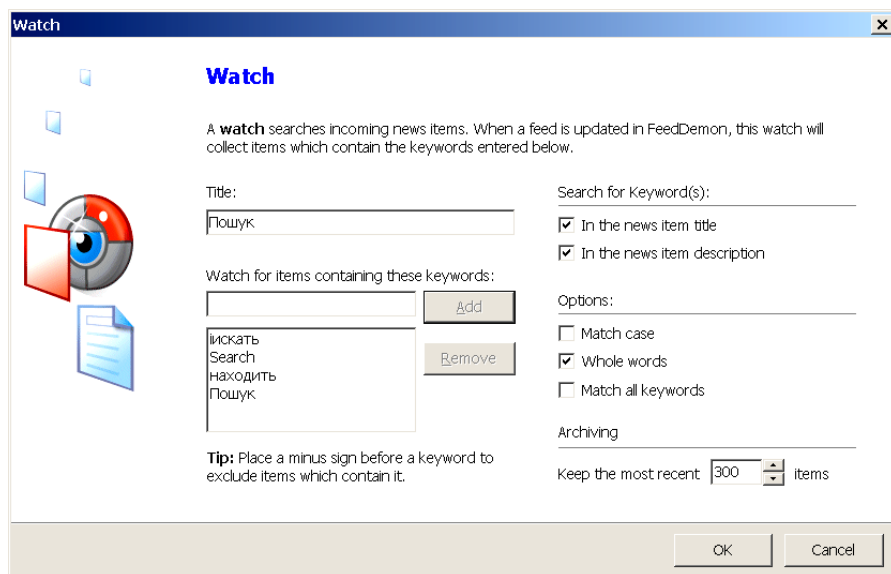 Watch
Watch
A watch searches incoming news items. When a feed is updated in FeedDemon, this watch will
collect items which contain the keywords entered below.
Title:
Пошук
Watch for items containing these keywords:
Add
іискать
Search
находить
Пошук
Remove
Tip: Place a minus sign before a keyword to
exclude items which contain it.
Search for Keyword(s):
In the news item title
In the news item description
Options:
Match case
Whole words
Match all keywords
Archiving
Keep the most recent 300 items
OK
Cancel